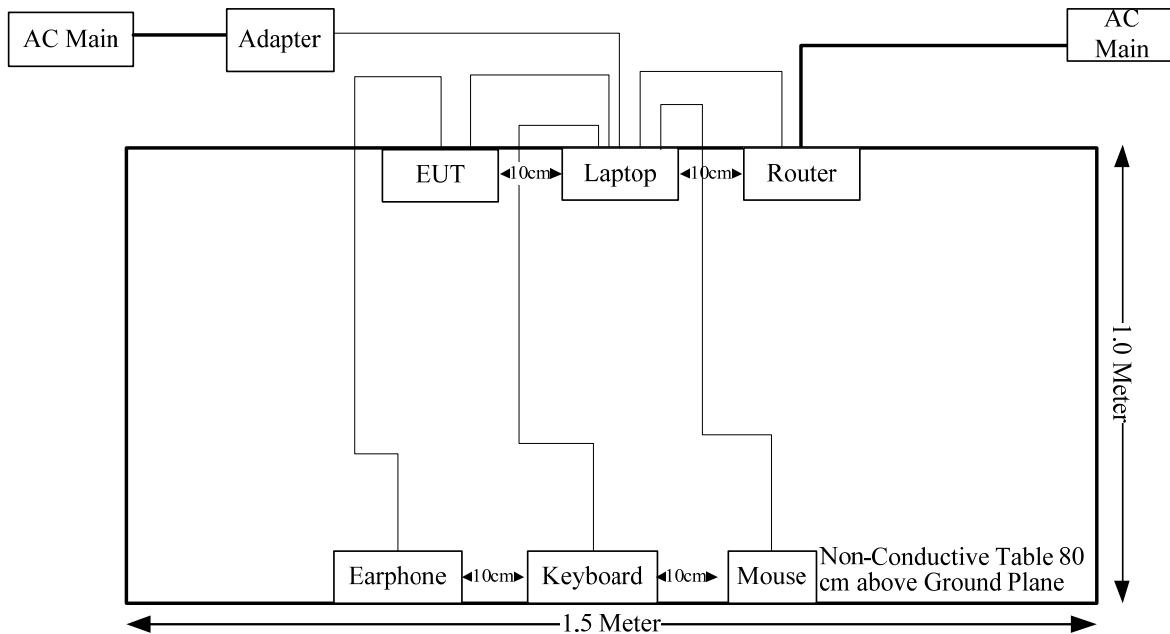 AC Main
Adapter
AC
Main
EUT
10cm
Laptop
10cm
Router
1.0 Meter
Earphone
10cm
Keyboard
10cm
Mouse
Non-Conductive Table 80
cm above Ground Plane
1.5 Meter